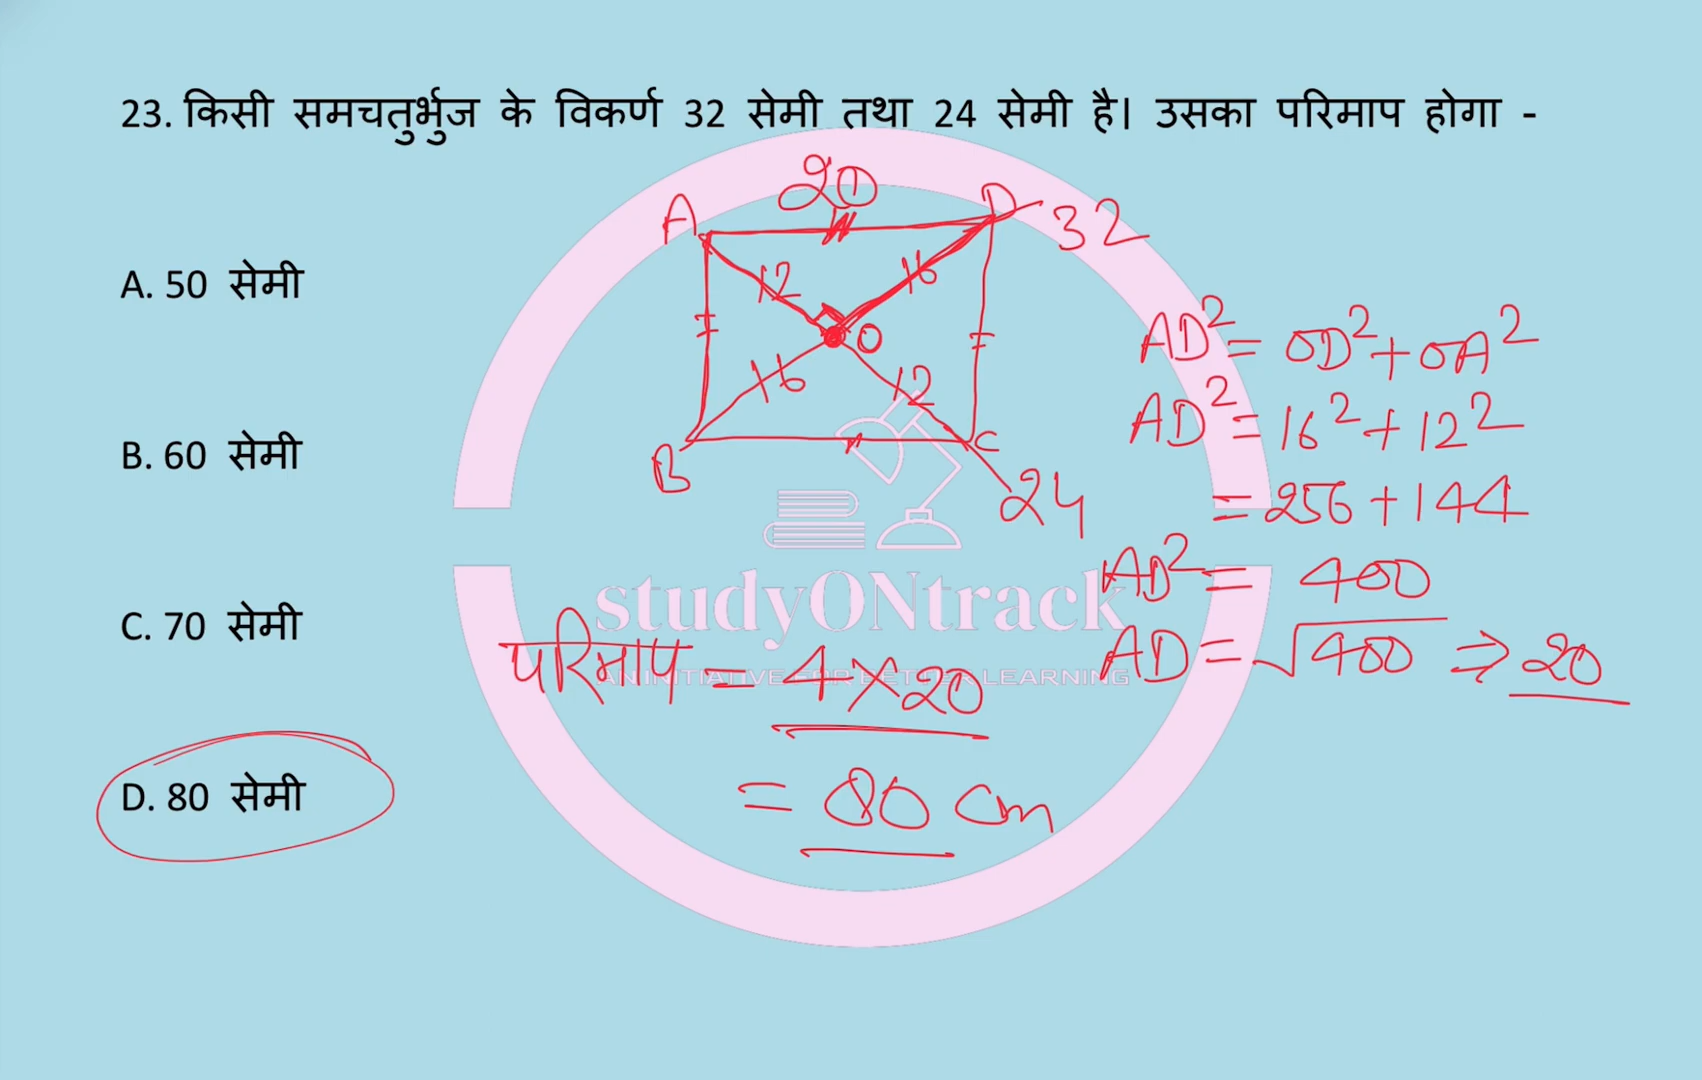 23. किसी समचतुर्भुज के विकर्ण 32 सेमी तथा 24 सेमी है। उसका परिमाप होगा -
20
A D 32
12 16
A. 50 सेमी
O
AD² = OD² + OA²
16 12
AD² = 16² + 12²
B. 60 सेमी
B C
24
= 256 + 144
AD² = 400
studyONtrack
C. 70 सेमी
AD = √400 ⇒ 20
AN INITIATIVE FOR BETTER LEARNING
परिमाप = 4 × 20
D. 80 सेमी
= 80 cm